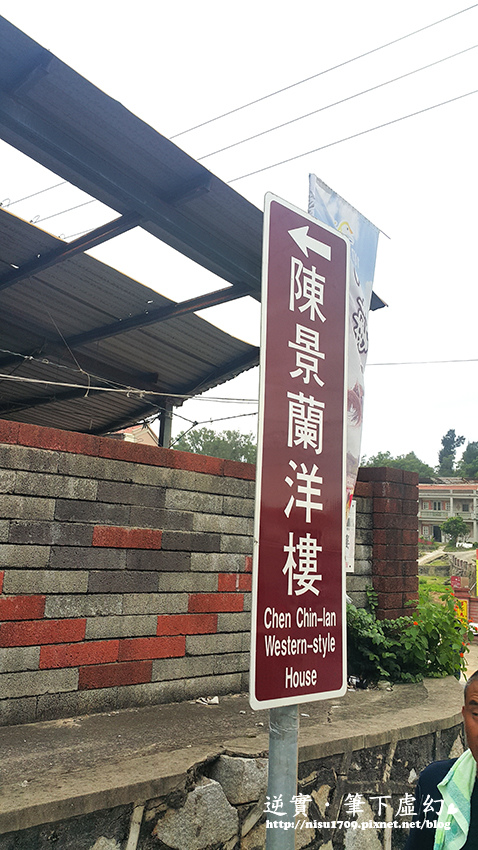 陳景蘭洋樓
Chen Chin-lan
Western-style
House
逆實·筆下虛幻
http://nisu1709.pixnet.net/blog